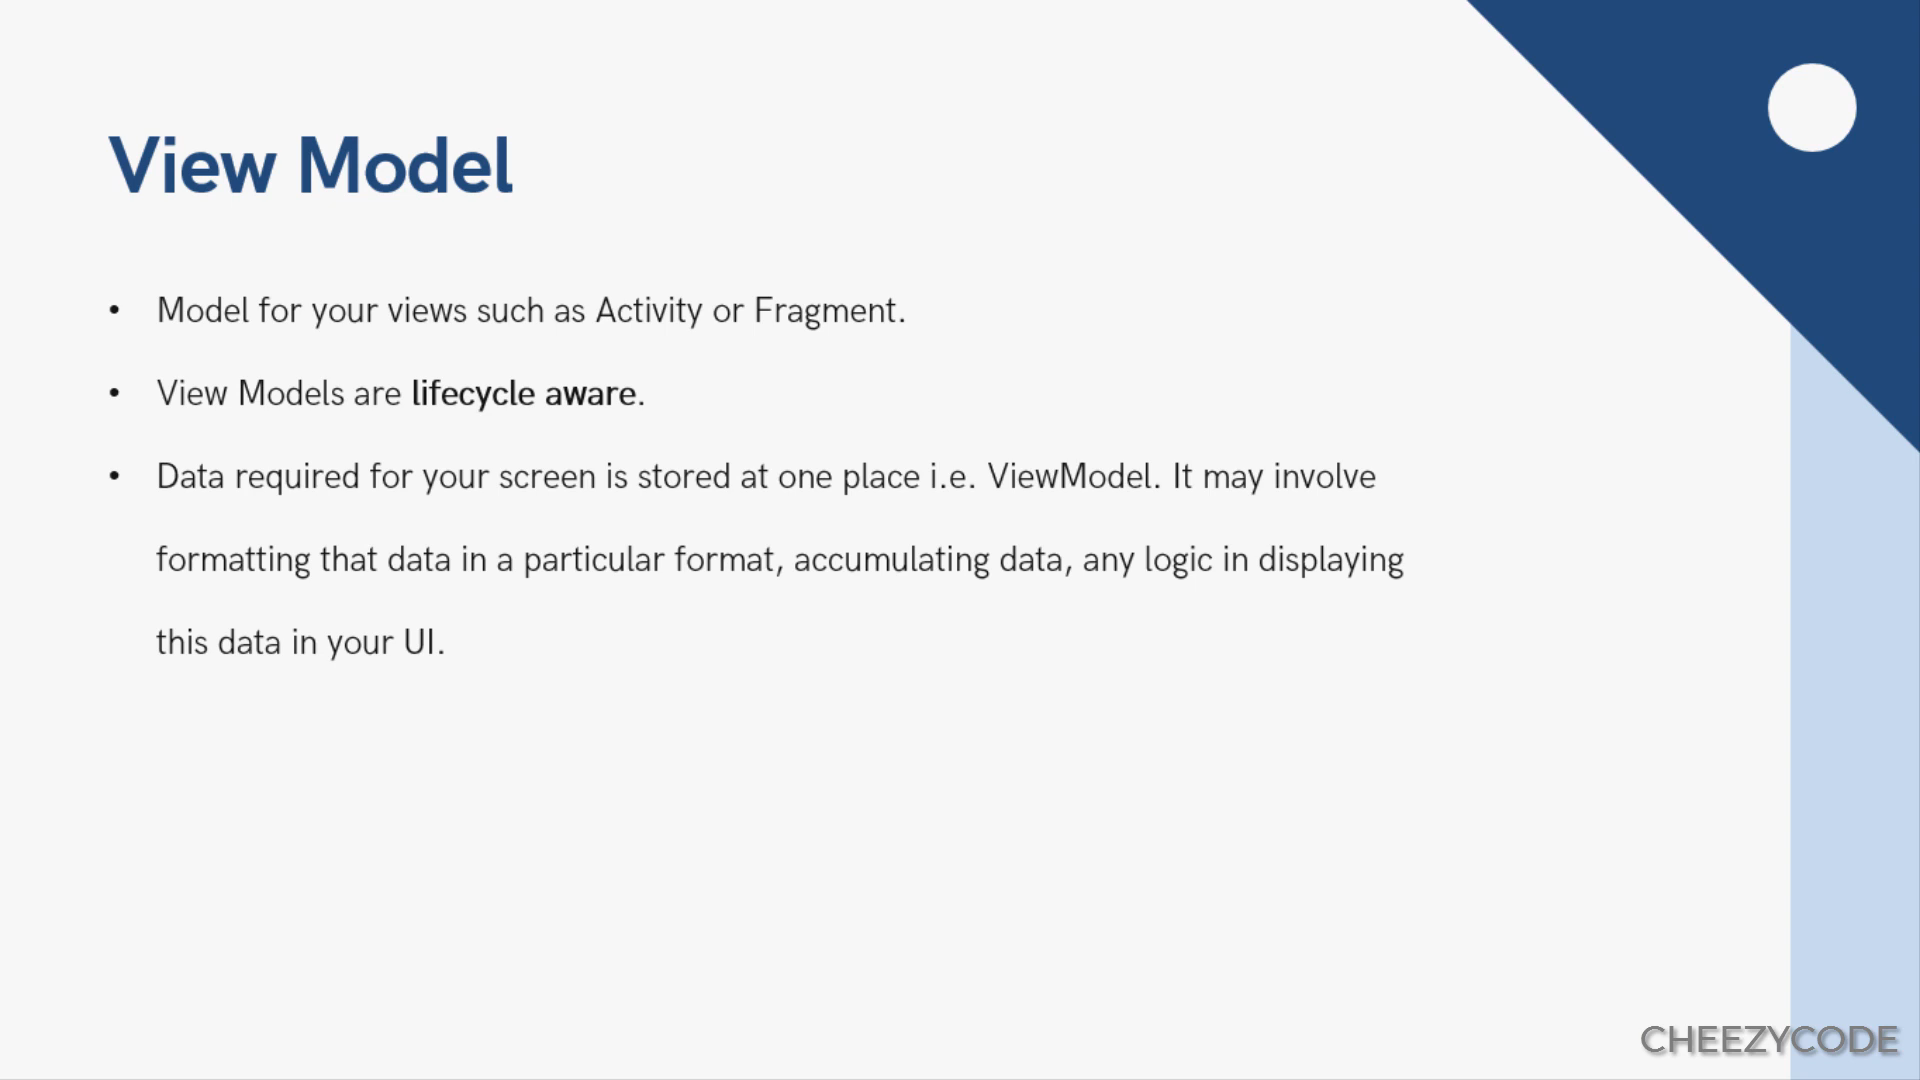 View Model
• Model for your views such as Activity or Fragment.
• View Models are lifecycle aware.
• Data required for your screen is stored at one place i.e. ViewModel. It may involve
formatting that data in a particular format, accumulating data, any logic in displaying
this data in your UI.
CHEEZYCODE